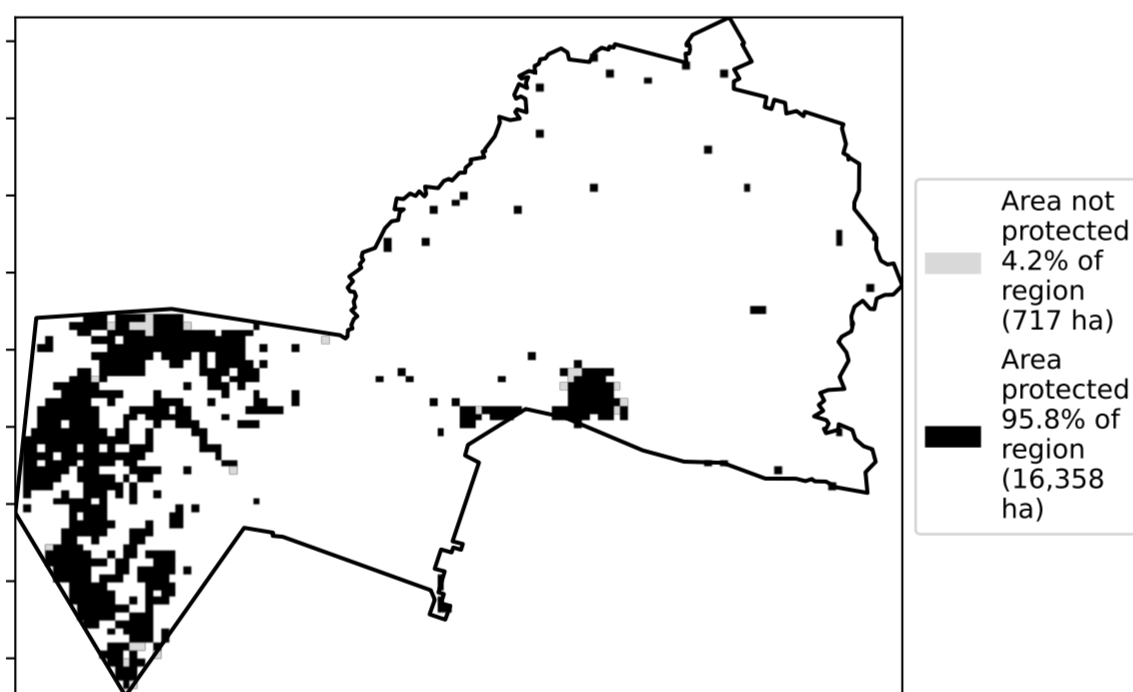 Area not
protected
4.2% of
region
(717 ha)
Area
protected
95.8% of
region
(16,358
ha)